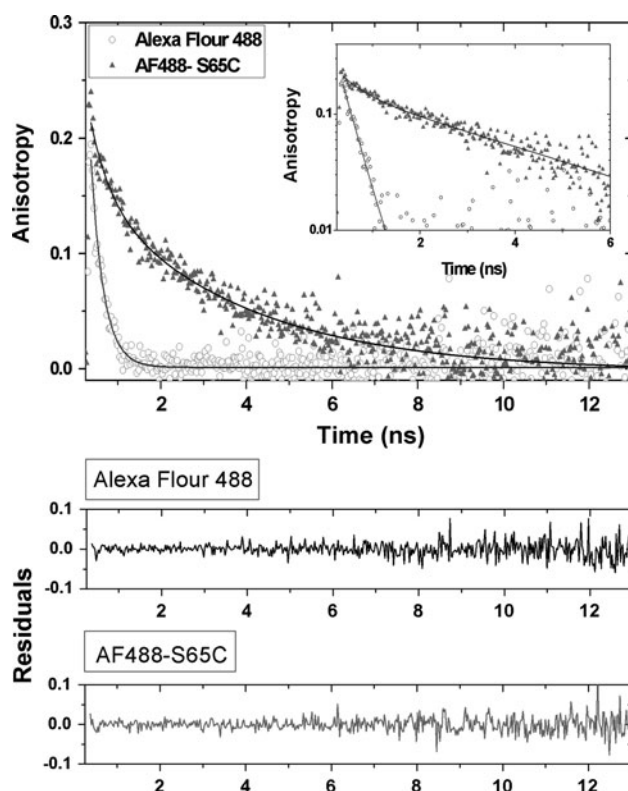 0.3
0.2
0.1
0.0
Anisotropy
Alexa Flour 488
AF488- S65C
0.1
0.01
Anisotropy
2 4 6
Time (ns)
2 4 6 8 10 12
Time (ns)
Alexa Flour 488
0.1
0.0
-0.1
2 4 6 8 10 12
Residuals
AF488-S65C
0.1
0.0
-0.1
2 4 6 8 10 12